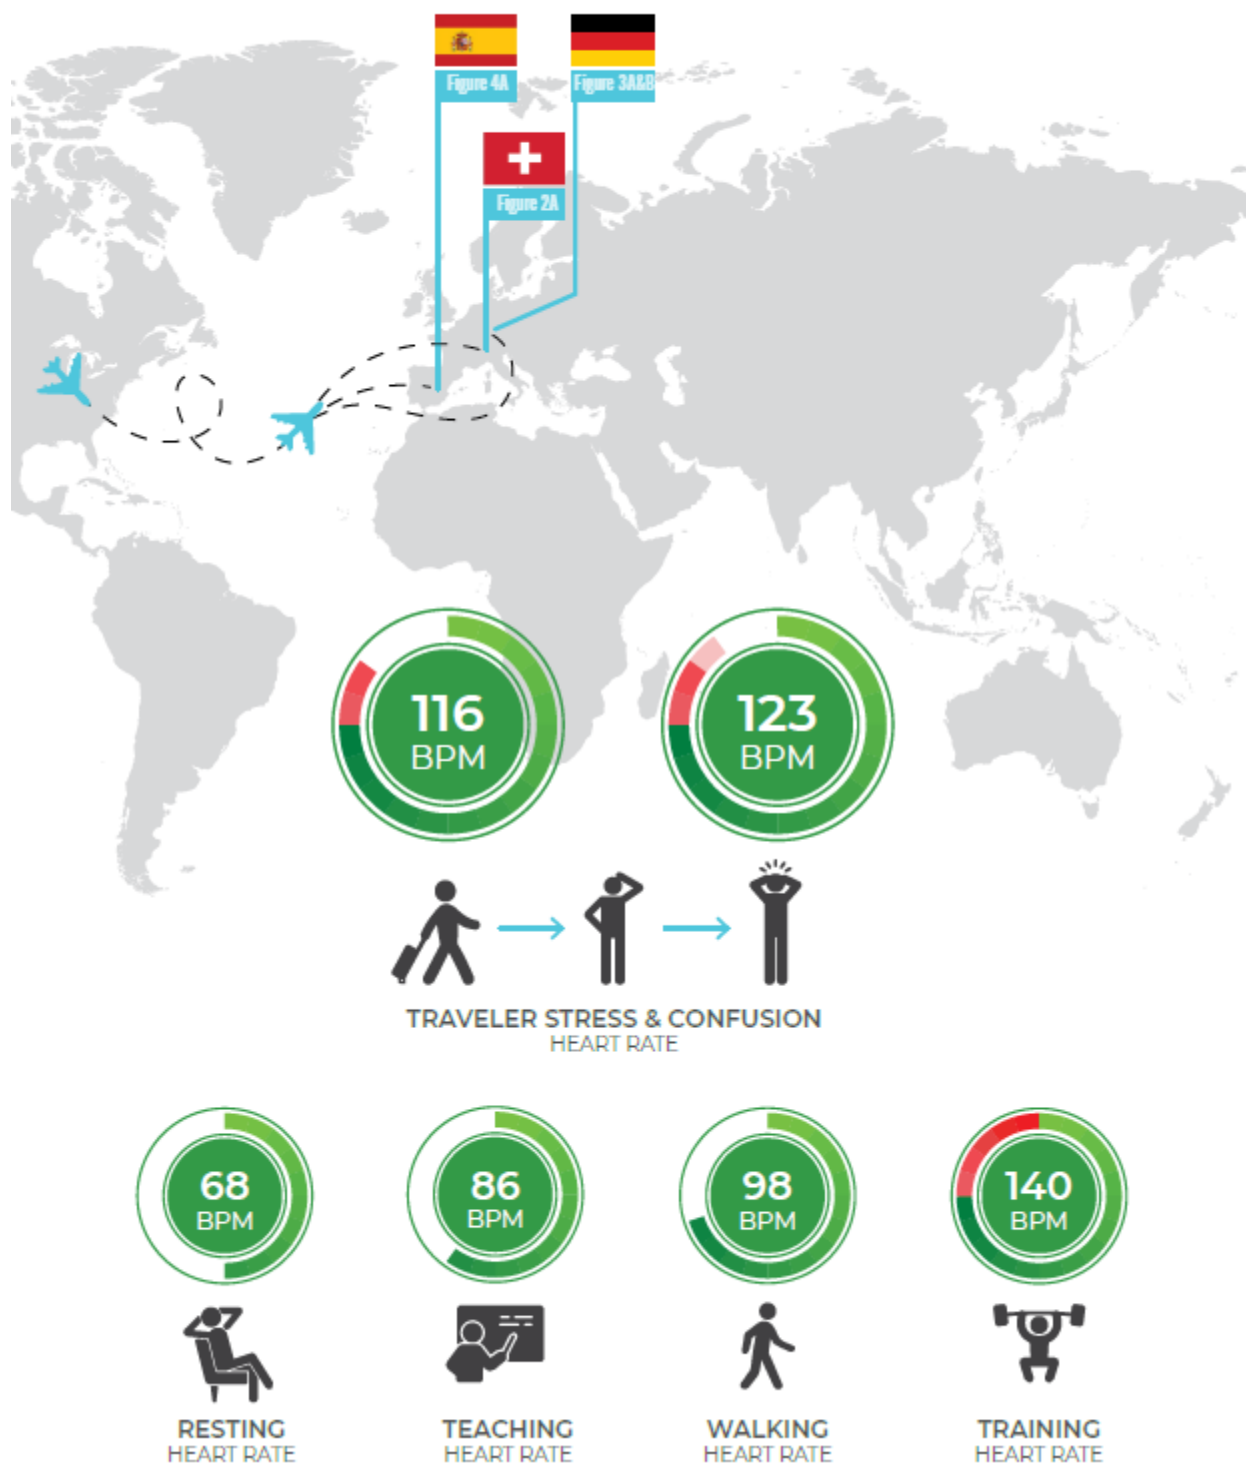 Figure 4A
Figure 3A&B
Figure 2A
116
BPM
123
BPM
TRAVELER STRESS & CONFUSION
HEART RATE
68
BPM
86
BPM
98
BPM
140
BPM
RESTING
HEART RATE
TEACHING
HEART RATE
WALKING
HEART RATE
TRAINING
HEART RATE